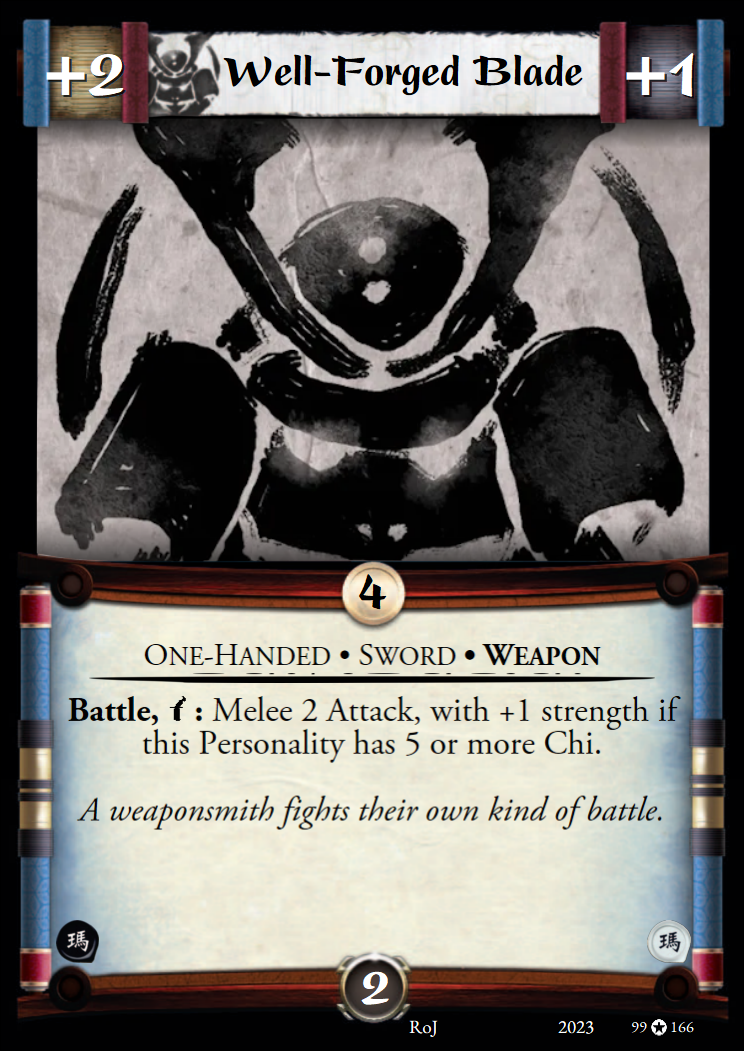 +2 Well-Forged Blade +1
4
One-Handed • Sword • Weapon
Battle, : Melee 2 Attack, with +1 strength if
this Personality has 5 or more Chi.
A weaponsmith fights their own kind of battle.
瑪 瑪
2
RoJ 2023 99 166